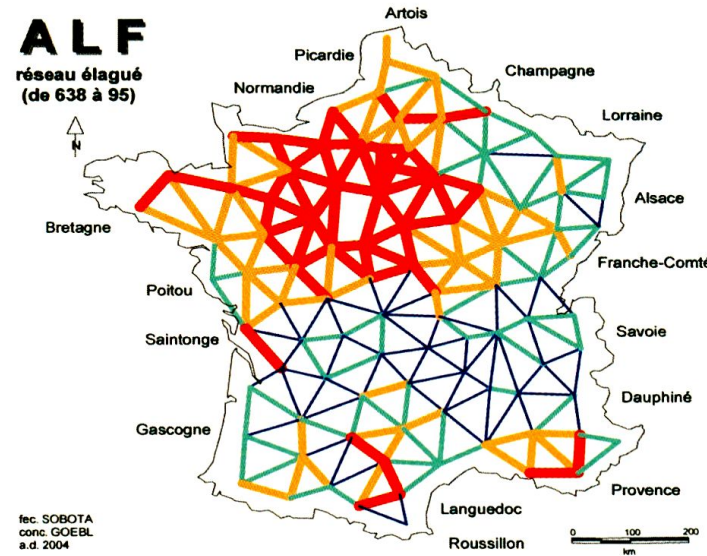 ALF
réseau élagué
(de 638 à 95)
N
Artois
Picardie
Champagne
Normandie
Lorraine
Alsace
Bretagne
Franche-Comté
Poitou
Saintonge
Savoie
Dauphiné
Gascogne
Provence
Languedoc
Roussillon
fec. SOBOTA
conc. GOEBL
a.d. 2004
0 100 200
km